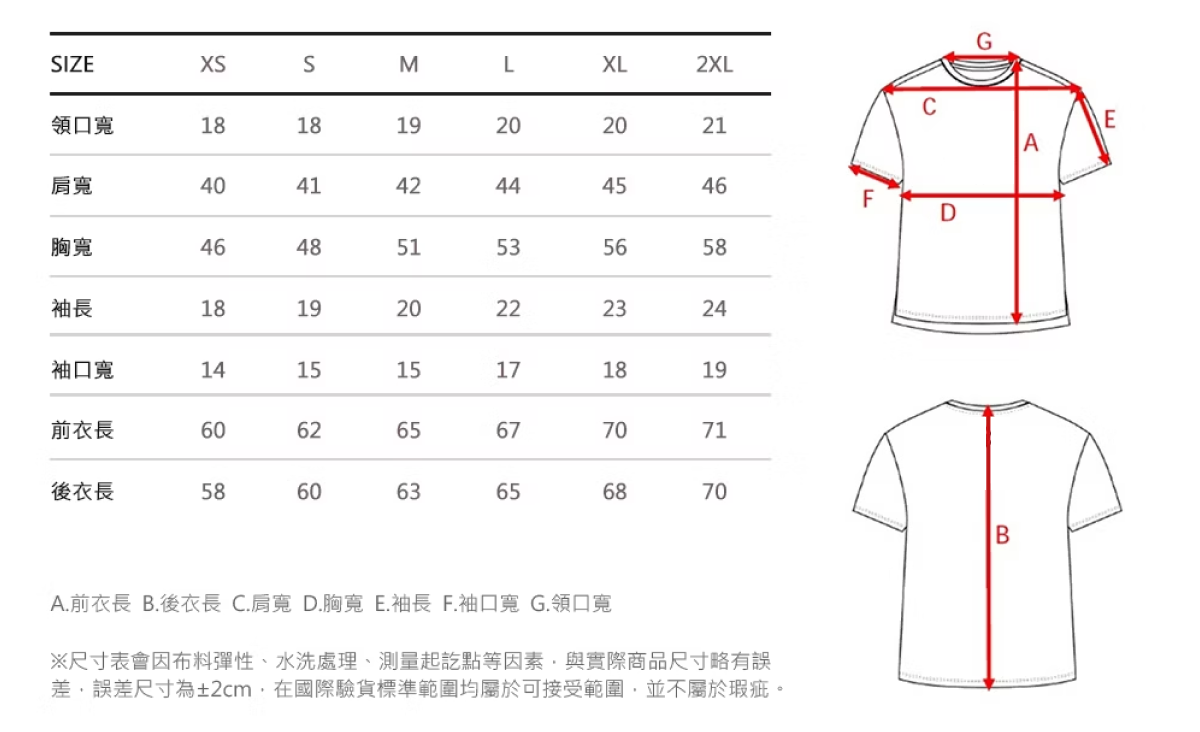 SIZE XS S M L XL 2XL
領口寬 18 18 19 20 20 21
肩寬 40 41 42 44 45 46
胸寬 46 48 51 53 56 58
袖長 18 19 20 22 23 24
袖口寬 14 15 15 17 18 19
前衣長 60 62 65 67 70 71
後衣長 58 60 63 65 68 70
A.前衣長 B.後衣長 C.肩寬 D.胸寬 E.袖長 F.袖口寬 G.領口寬
※尺寸表會因布料彈性、水洗處理、測量起訖點等因素，與實際商品尺寸略有誤
差，誤差尺寸為±2cm，在國際驗貨標準範圍均屬於可接受範圍，並不屬於瑕疵。
G
C
E
A
F
D
B